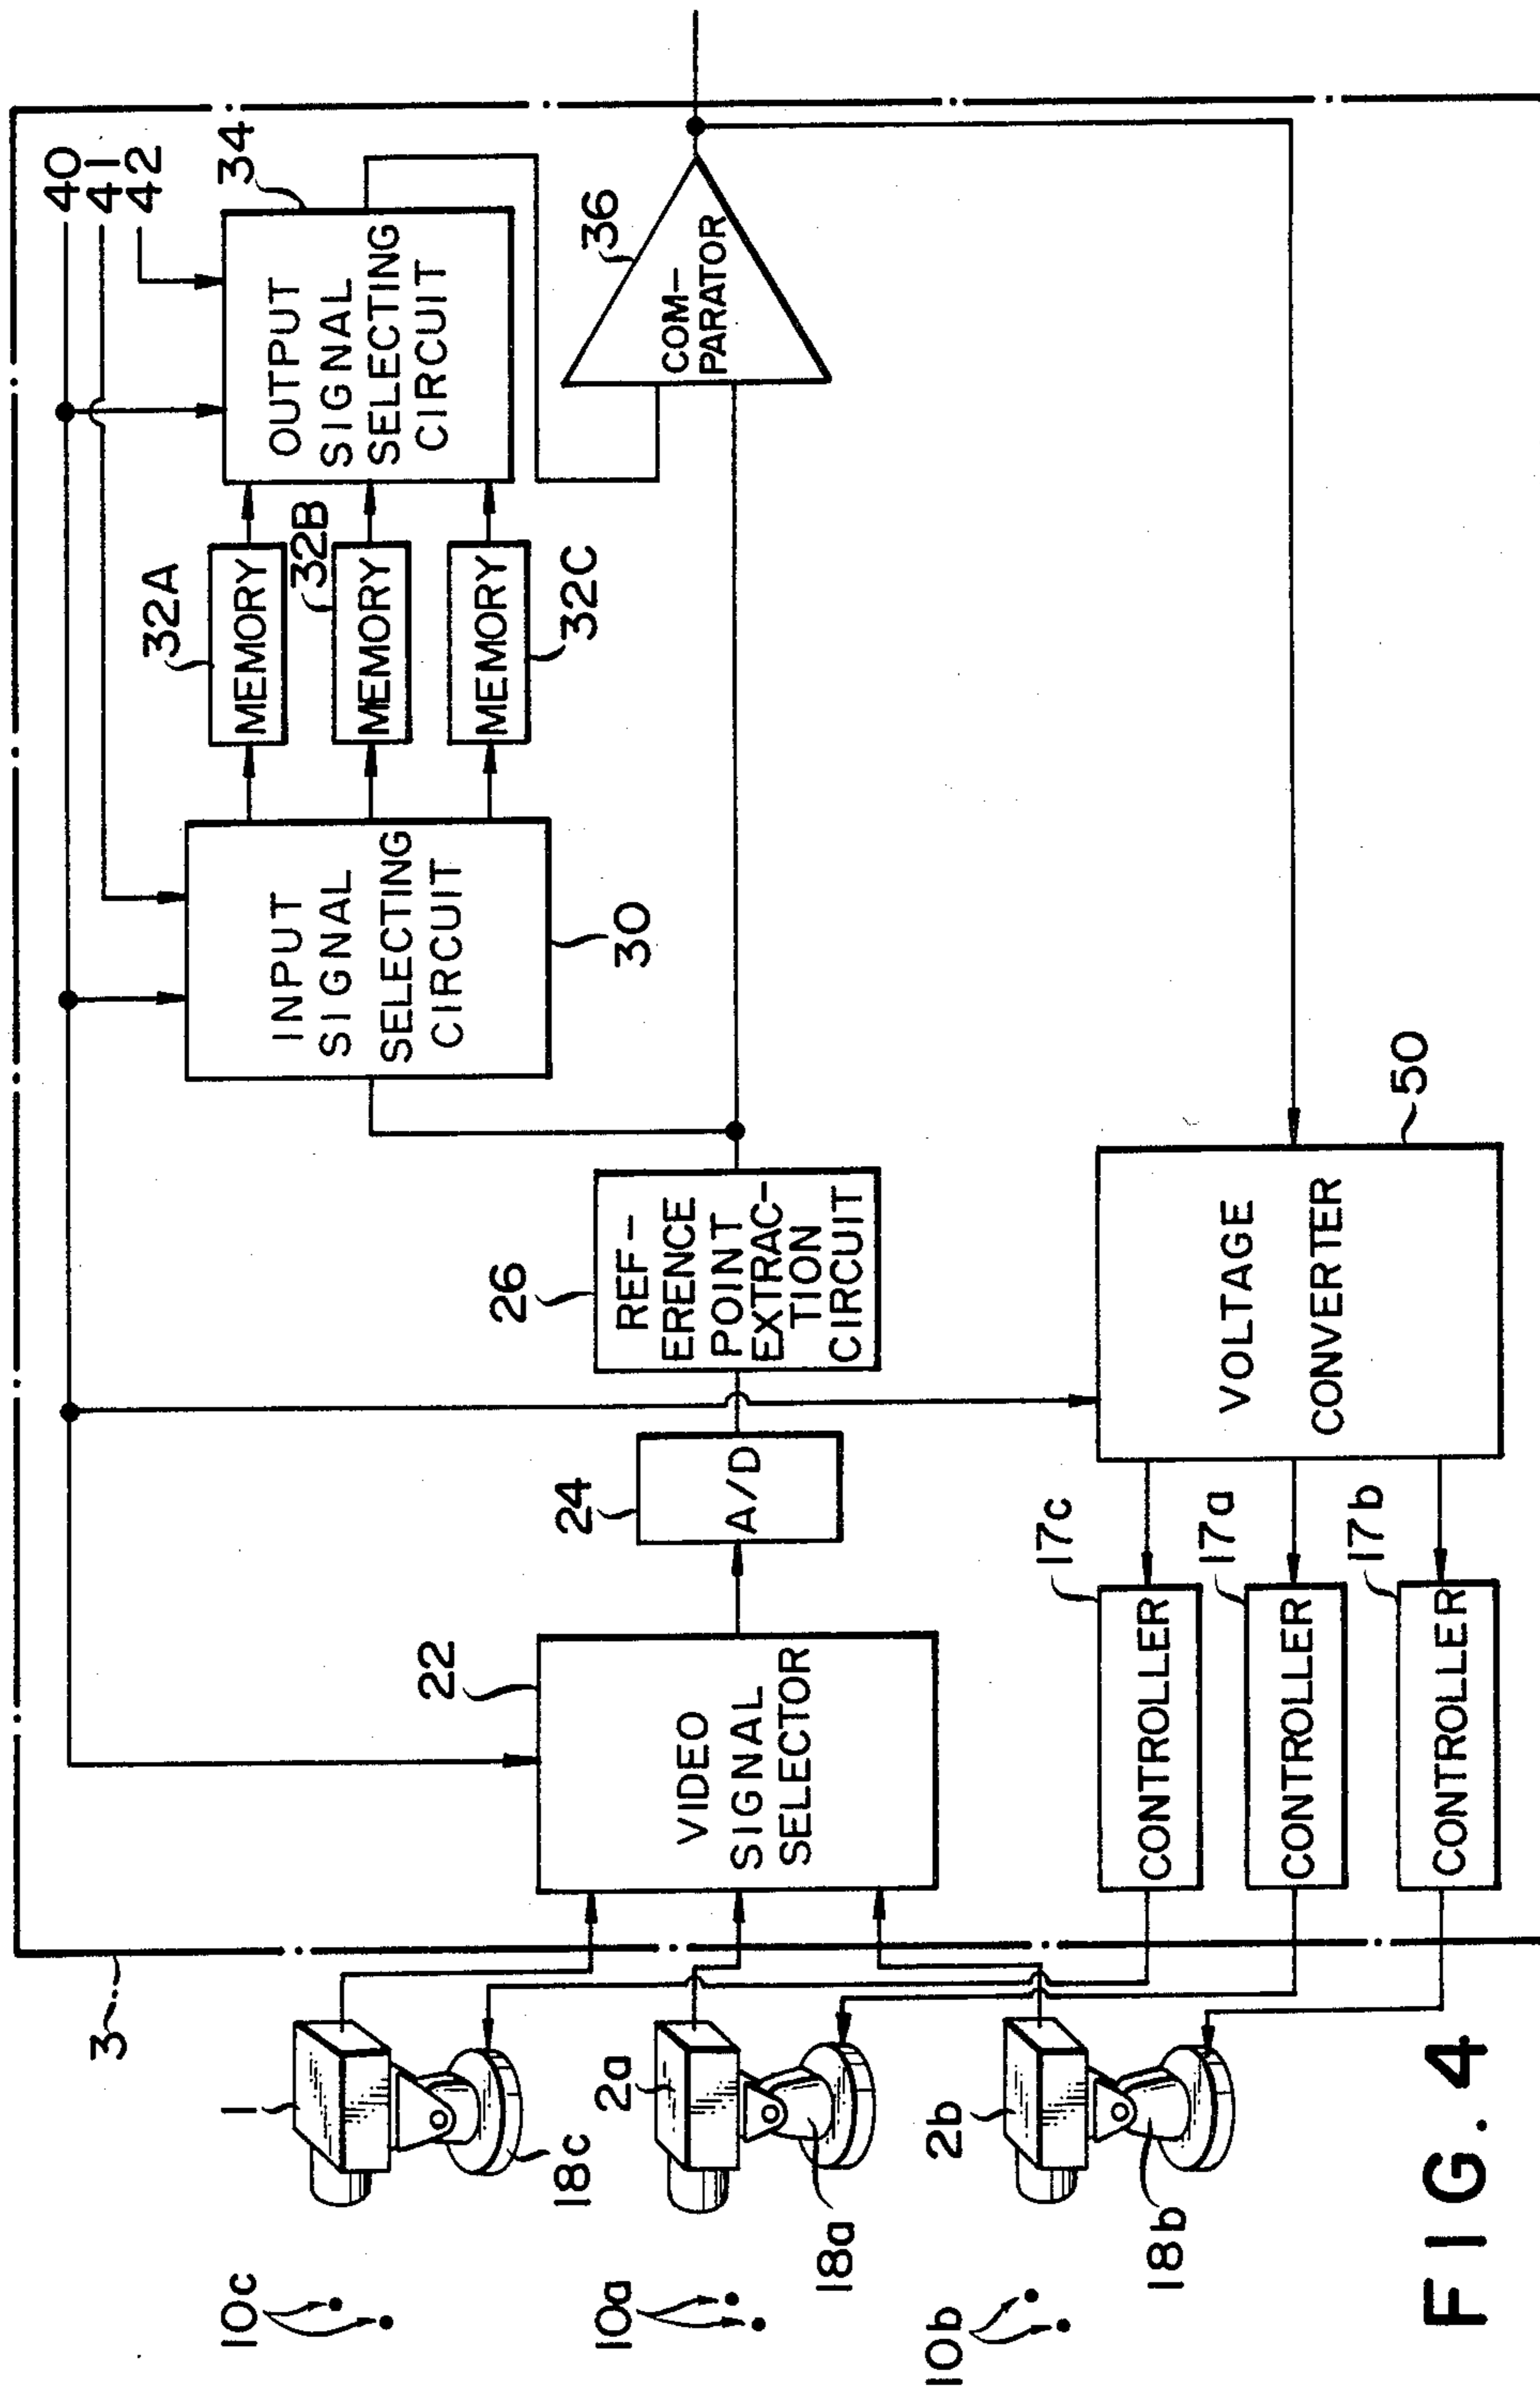 3
1
18c
10c
2a
18a
10a
2b
18b
10b
22
VIDEO
SIGNAL
SELECTOR
24
A/D
26
REF-
ERENCE
POINT
EXTRAC-
TION
CIRCUIT
INPUT
SIGNAL
SELECTING
CIRCUIT
30
32A
MEMORY
32B
MEMORY
32C
MEMORY
OUTPUT
SIGNAL
SELECTING
CIRCUIT
34
40
41
42
36
COM-
PARATOR
17c
CONTROLLER
17a
CONTROLLER
17b
CONTROLLER
VOLTAGE
CONVERTER
50
FIG. 4